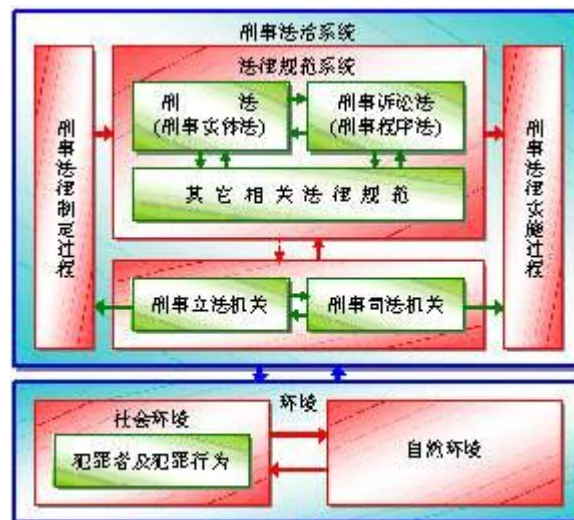 刑事法治系统
法律规范系统
刑 法
(刑事实体法)
刑事诉讼法
(刑事程序法)
其它相关法律规范
刑事法律制定过程
刑事法律实施过程
刑事立法机关
刑事司法机关
环境
社会环境
犯罪者及犯罪行为
自然环境